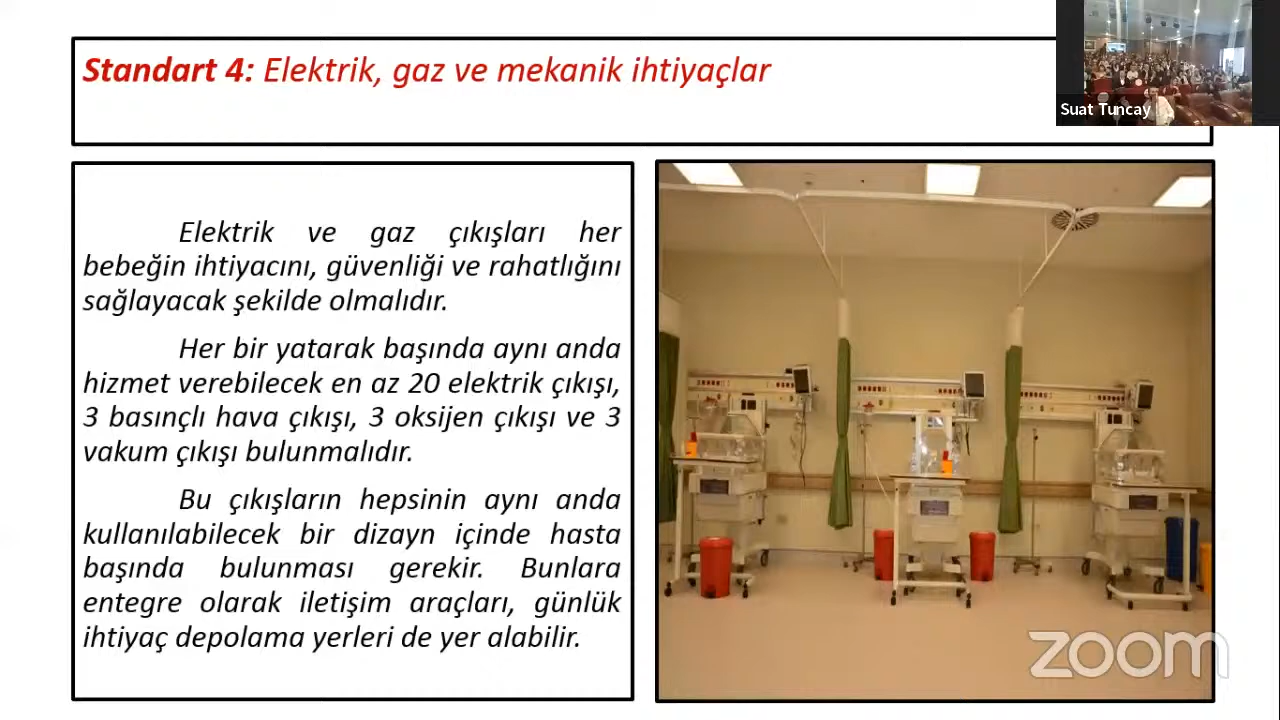 Standart 4: Elektrik, gaz ve mekanik ihtiyaçlar
Suat Tuncay
Elektrik ve gaz çıkışları her
bebeğin ihtiyacını, güvenliği ve rahatlığını
sağlayacak şekilde olmalıdır.
Her bir yatarak başında aynı anda
hizmet verebilecek en az 20 elektrik çıkışı,
3 basınçlı hava çıkışı, 3 oksijen çıkışı ve 3
vakum çıkışı bulunmalıdır.
Bu çıkışların hepsinin aynı anda
kullanılabilecek bir dizayn içinde hasta
başında bulunması gerekir. Bunlara
entegre olarak iletişim araçları, günlük
ihtiyaç depolama yerleri de yer alabilir.
zoom